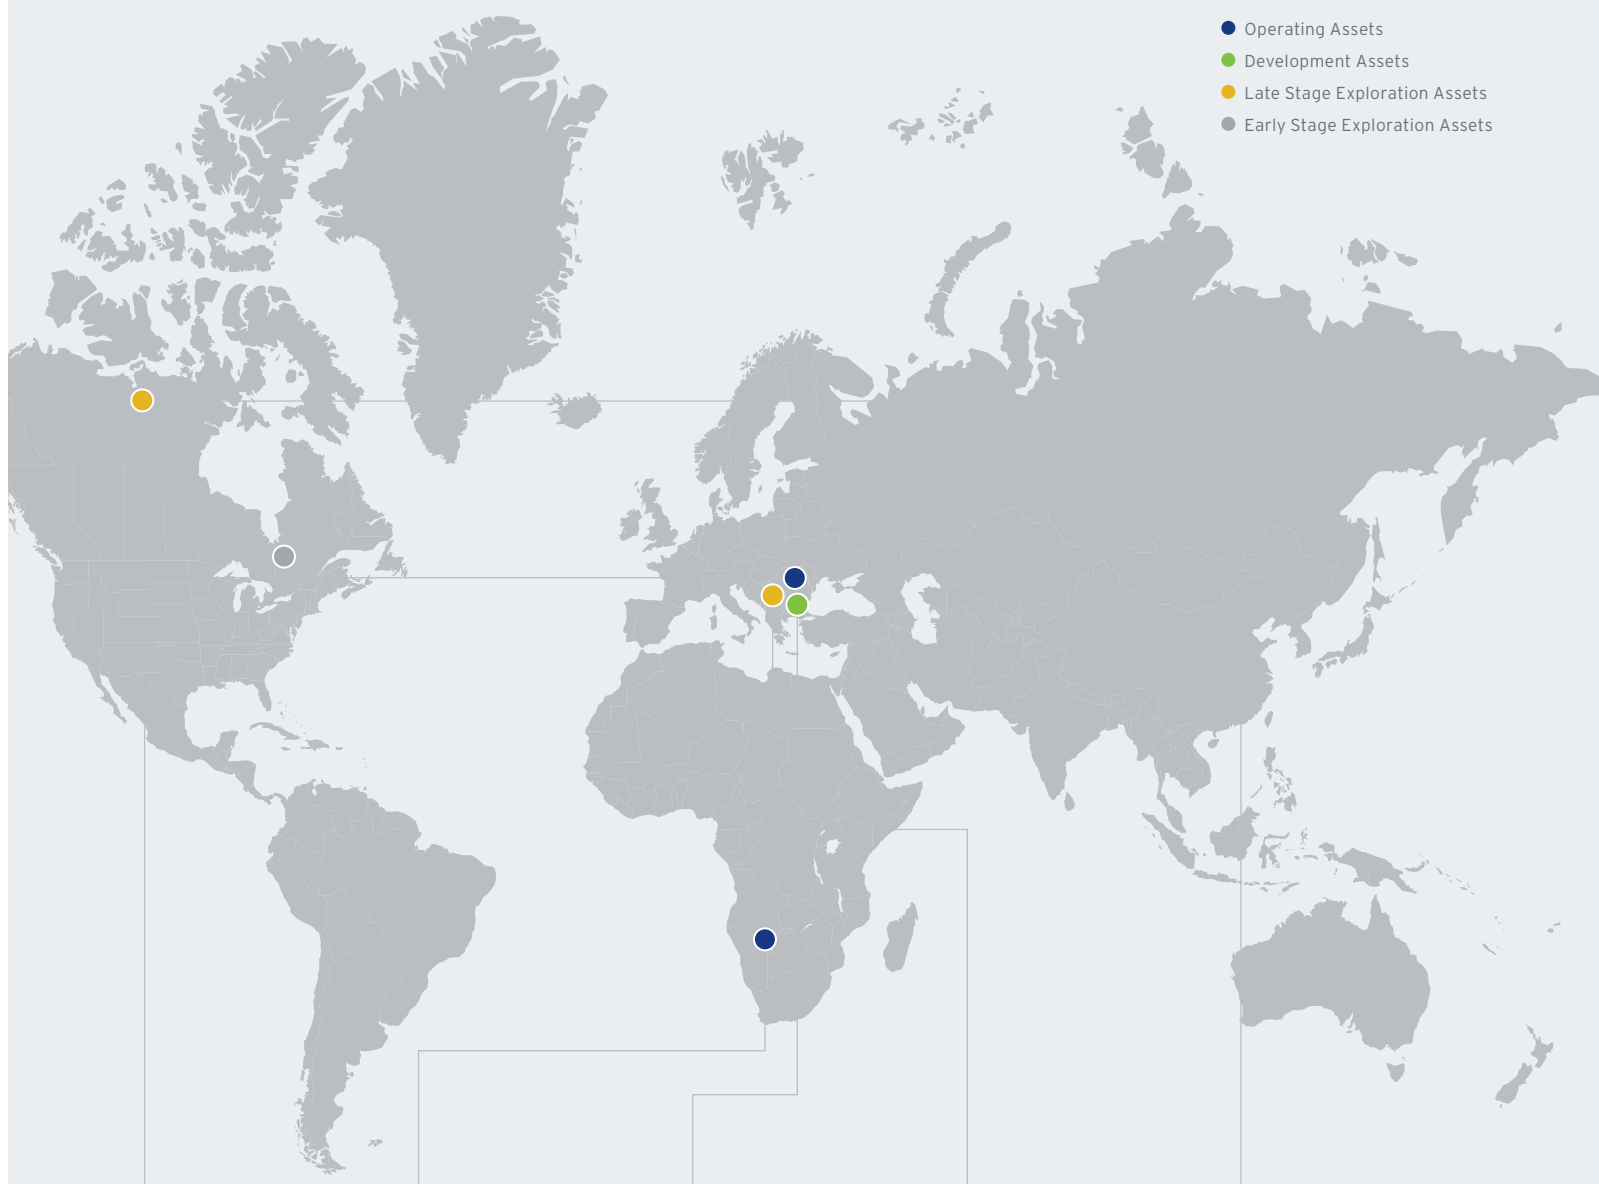 Operating Assets
Development Assets
Late Stage Exploration Assets
Early Stage Exploration Assets